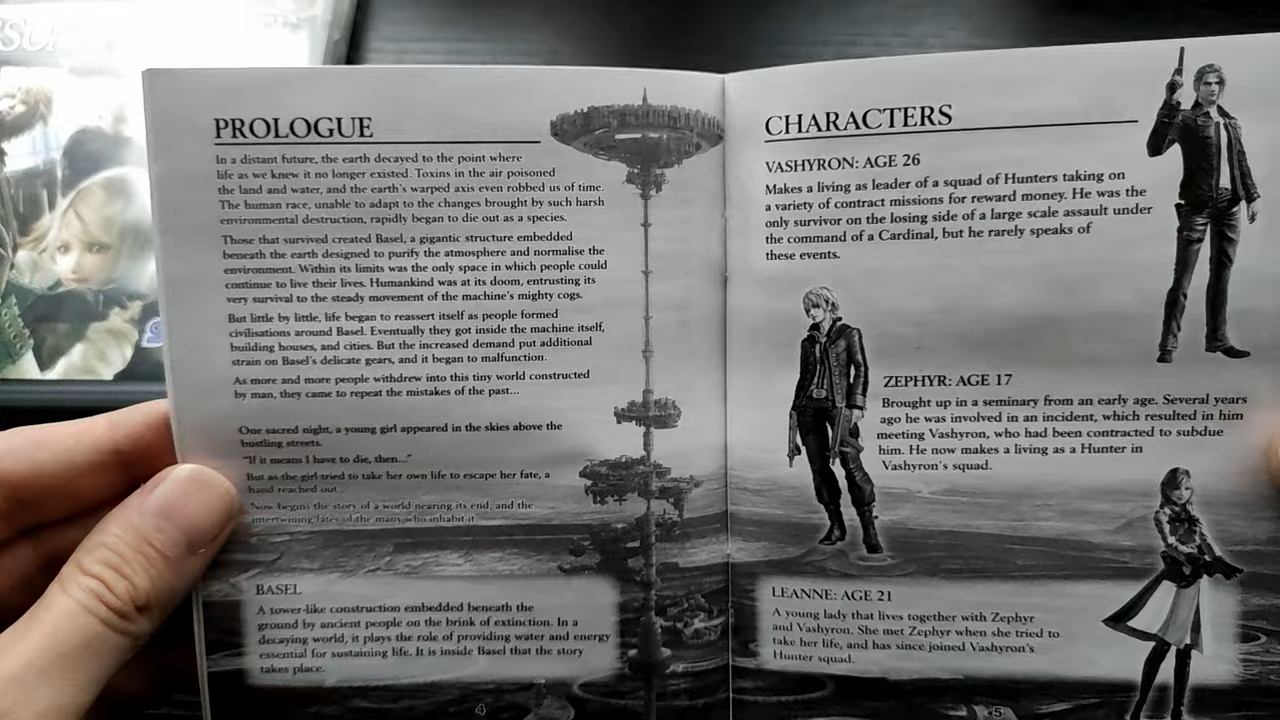 PROLOGUE
In a distant future, the earth decayed to the point where
life as we knew it no longer existed. Toxins in the air poisoned
the land and water, and the earth's warped axis even robbed us of time.
The human race, unable to adapt to the changes brought by such harsh
environmental destruction, rapidly began to die out as a species.
Those that survived created Basel, a gigantic structure embedded
beneath the earth designed to purify the atmosphere and normalise the
environment. Within its limits was the only space in which people could
continue to live their lives. Humankind was at its doom, entrusting its
very survival to the steady movement of the machine's mighty cogs.
But little by little, life began to reassert itself as people formed
civilisations around Basel. Eventually they got inside the machine itself,
building houses, and cities. But the increased demand put additional
strain on Basel's delicate gears, and it began to malfunction.
As more and more people withdrew into this tiny world constructed
by man, they came to repeat the mistakes of the past...
One sacred night, a young girl appeared in the skies above the
bustling streets.
"If it means I have to die, then..."
But as the girl tried to take her own life to escape her fate, a
hand reached out.
Now begins the story of a world nearing its end, and the
intertwining fates of the many who inhabit it.
BASEL
A tower-like construction embedded beneath the
ground by ancient people on the brink of extinction. In a
decaying world, it plays the role of providing water and energy
essential for sustaining life. It is inside Basel that the story
takes place.
4
CHARACTERS
VASHYRON: AGE 26
Makes a living as leader of a squad of Hunters taking on
a variety of contract missions for reward money. He was the
only survivor on the losing side of a large scale assault under
the command of a Cardinal, but he rarely speaks of
these events.
ZEPHYR: AGE 17
Brought up in a seminary from an early age. Several years
ago he was involved in an incident, which resulted in him
meeting Vashyron, who had been contracted to subdue
him. He now makes a living as a Hunter in
Vashyron's squad.
LEANNE: AGE 21
A young lady that lives together with Zephyr
and Vashyron. She met Zephyr when she tried to
take her life, and has since joined Vashyron's
Hunter squad.
5